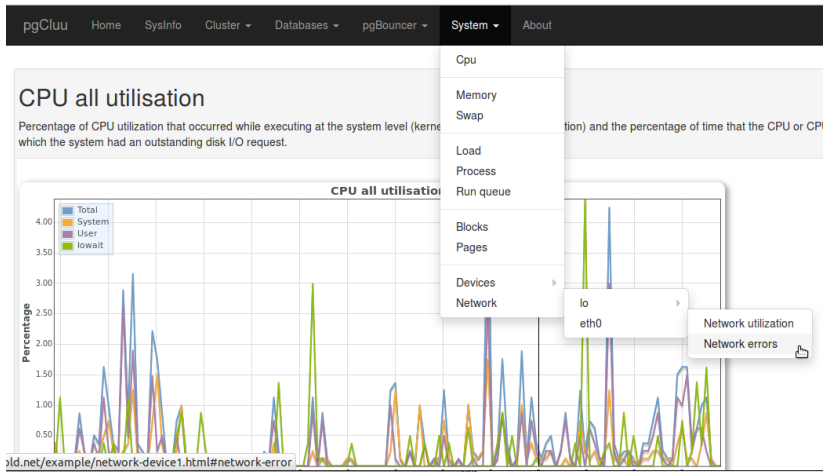 pgCluu Home SysInfo Cluster Databases pgBouncer System About
Cpu
Memory
Swap
Load
Process
Run queue
Blocks
Pages
Devices
Network
lo
eth0
Network utilization
Network errors
CPU all utilisation
Percentage of CPU utilization that occurred while executing at the system level (kerne tion) and the percentage of time that the CPU or CPU
which the system had an outstanding disk I/O request.
CPU all utilisation
Total
System
User
Iowait
Percentage
4.00
3.50
3.00
2.50
2.00
1.50
1.00
0.50
old.net/example/network-device1.html#network-error